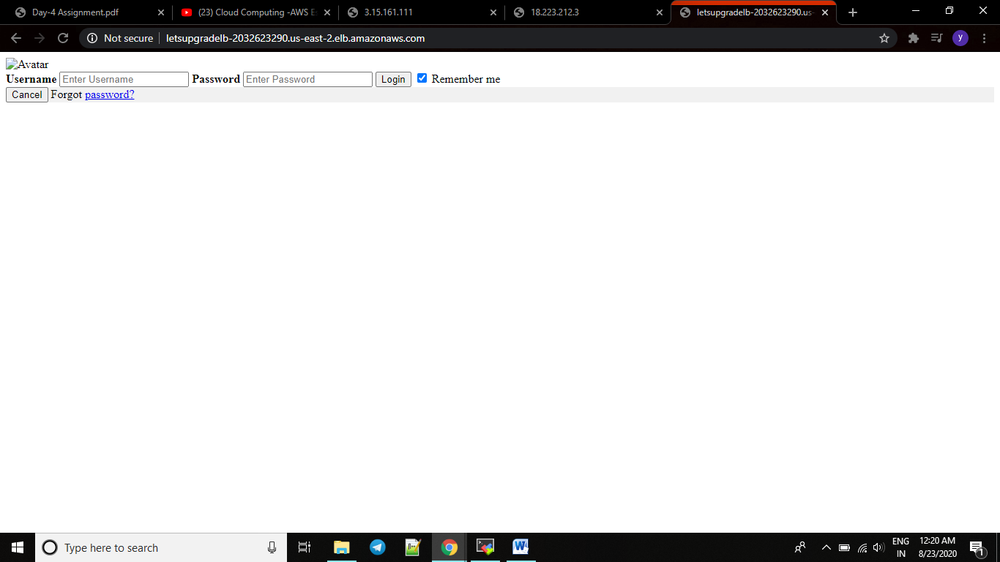 Day-4 Assignment.pdf
(23) Cloud Computing -AWS E
3.15.161.111
18.223.212.3
letsupgradelb-2032623290.us-
Not secure
letsupgradelb-2032623290.us-east-2.elb.amazonaws.com
y
Avatar
Username Enter Username Password Enter Password Login Remember me
Cancel Forgot password?
Type here to search
ENG
IN
12:20 AM
8/23/2020
1